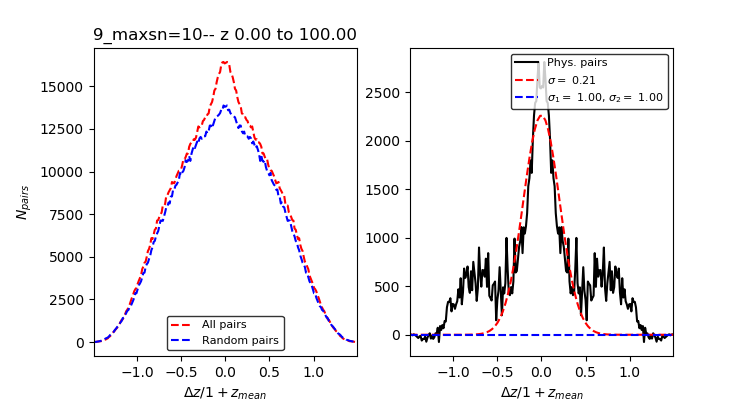 9_maxsn=10-- z 0.00 to 100.00
N_pairs
15000
12500
10000
7500
5000
2500
0
All pairs
Random pairs
−1.0 −0.5 0.0 0.5 1.0
Δz/1 + z_mean
Phys. pairs
σ = 0.21
σ₁ = 1.00, σ₂ = 1.00
2500
2000
1500
1000
500
0
−1.0 −0.5 0.0 0.5 1.0
Δz/1 + z_mean